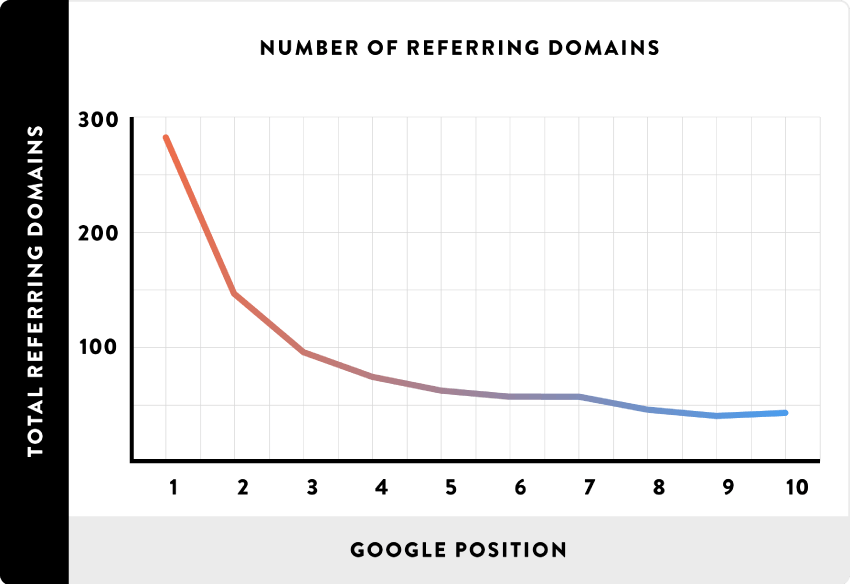 NUMBER OF REFERRING DOMAINS
TOTAL REFERRING DOMAINS
300
200
100
1 2 3 4 5 6 7 8 9 10
GOOGLE POSITION